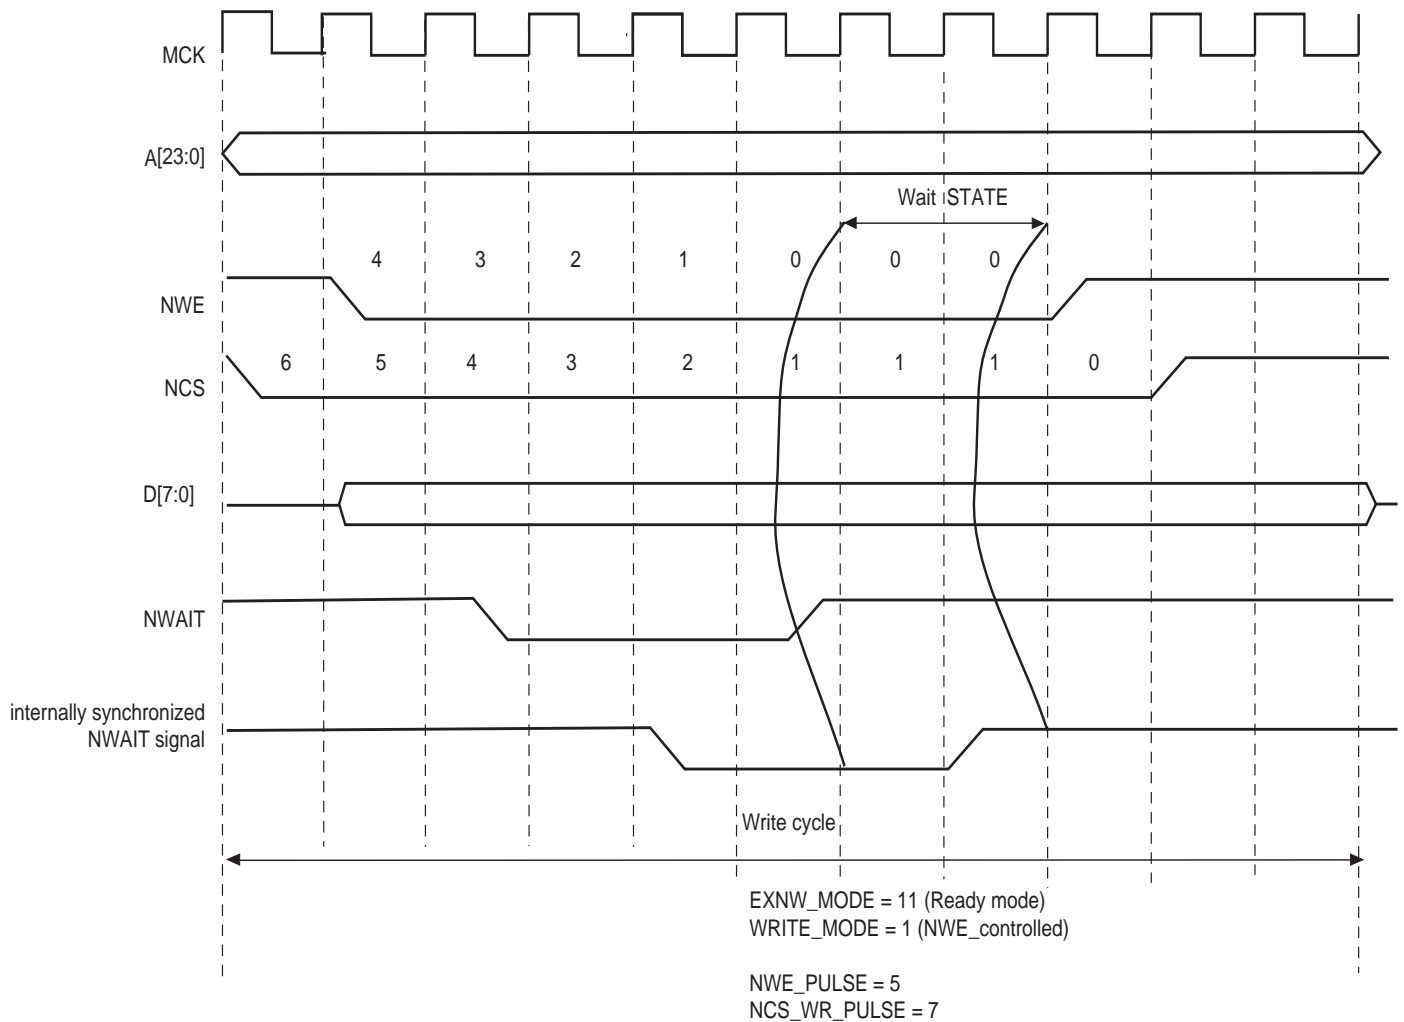 MCK
A[23:0]
Wait STATE
4 3 2 1 0 0 0
NWE
6 5 4 3 2 1 1 1 0
NCS
D[7:0]
NWAIT
internally synchronized
NWAIT signal
Write cycle
EXNW_MODE = 11 (Ready mode)
WRITE_MODE = 1 (NWE_controlled)
NWE_PULSE = 5
NCS_WR_PULSE = 7